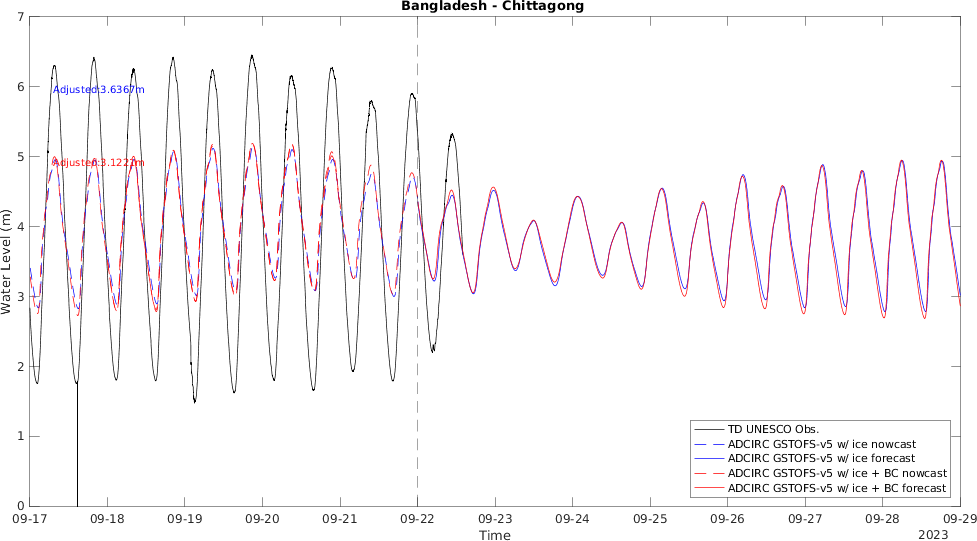 Bangladesh - Chittagong
7
6
5
4
3
2
1
0
Water Level (m)
Adjusted:3.6367m
Adjusted:3.1221m
TD UNESCO Obs.
ADCIRC GSTOFS-v5 w/ ice nowcast
ADCIRC GSTOFS-v5 w/ ice forecast
ADCIRC GSTOFS-v5 w/ ice + BC nowcast
ADCIRC GSTOFS-v5 w/ ice + BC forecast
09-17 09-18 09-19 09-20 09-21 09-22 09-23 09-24 09-25 09-26 09-27 09-28 09-29
Time
2023